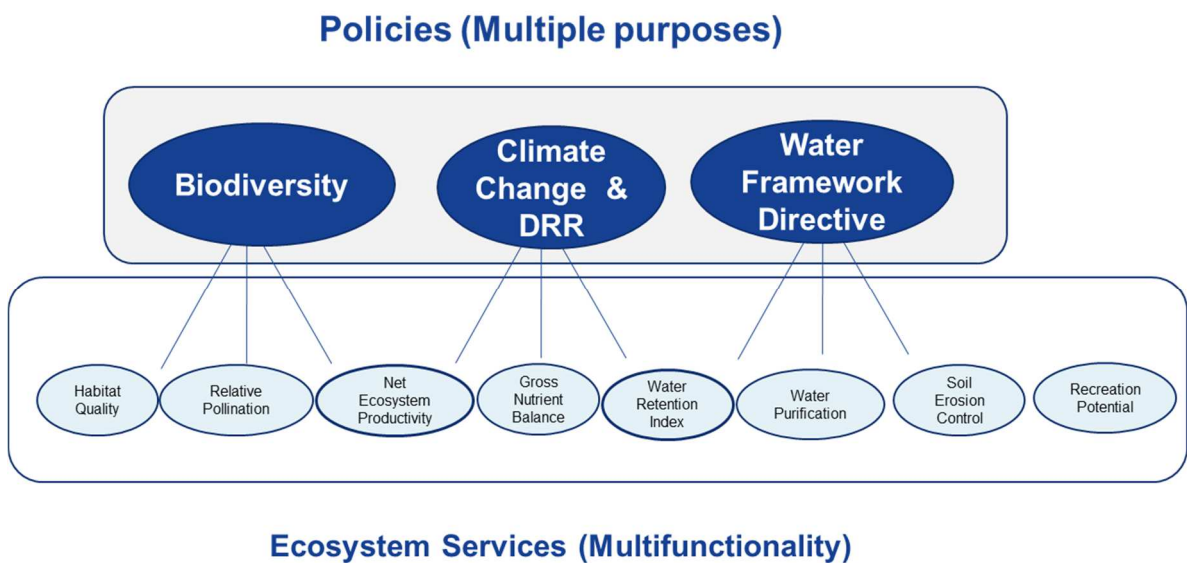 Policies (Multiple purposes)
Biodiversity
Climate
Change &
DRR
Water
Framework
Directive
Habitat
Quality
Relative
Pollination
Net
Ecosystem
Productivity
Gross
Nutrient
Balance
Water
Retention
Index
Water
Purification
Soil
Erosion
Control
Recreation
Potential
Ecosystem Services (Multifunctionality)